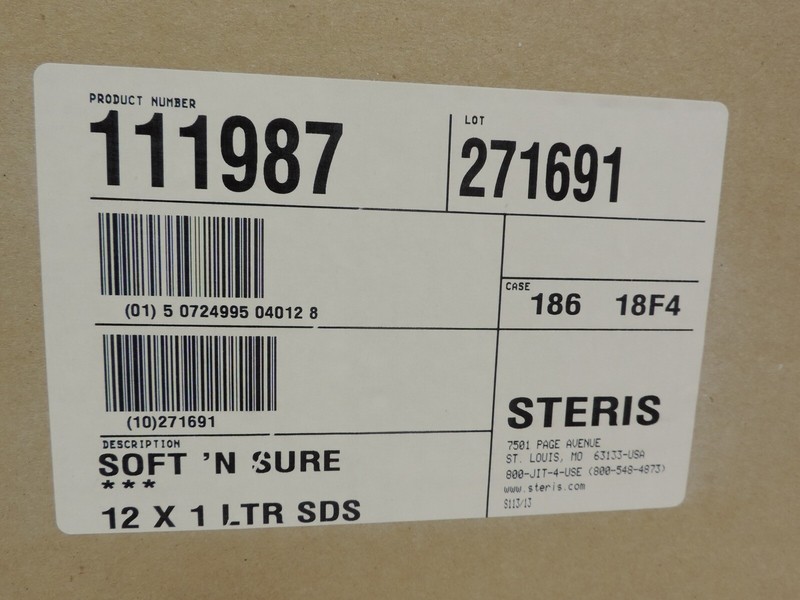 PRODUCT NUMBER
111987
LOT
271691
(01) 5 0724995 04012 8
CASE
186 18F4
(10)271691
DESCRIPTION
SOFT 'N SURE
***
12 X 1 LTR SDS
STERIS
7501 PAGE AVENUE
ST. LOUIS, MO 63133-USA
800-JIT-4-USE (800-548-4873)
www.steris.com
S113/13